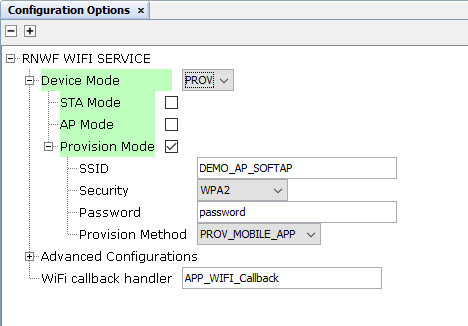 Configuration Options ×
RNWF WIFI SERVICE
Device Mode PROV
STA Mode
AP Mode
Provision Mode
SSID DEMO_AP_SOFTAP
Security WPA2
Password password
Provision Method PROV_MOBILE_APP
Advanced Configurations
WiFi callback handler APP_WIFI_Callback